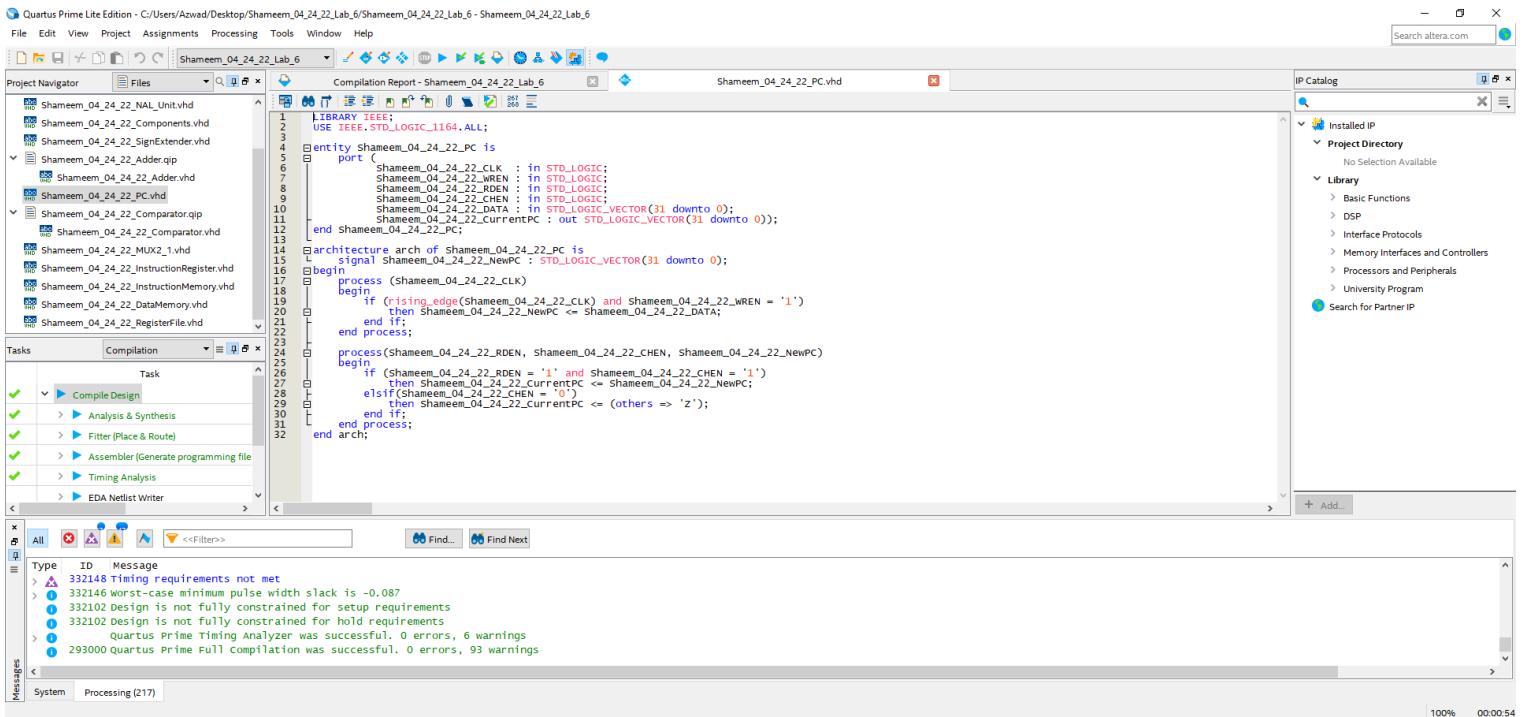 Quartus Prime Lite Edition - C:/Users/Azwad/Desktop/Shameem_04_24_22_Lab_6/Shameem_04_24_22_Lab_6 - Shameem_04_24_22_Lab_6
File Edit View Project Assignments Processing Tools Window Help
Search altera.com
Shameem_04_24_22_Lab_6
Project Navigator
Files
Shameem_04_24_22_NAL_Unit.vhd
Shameem_04_24_22_Components.vhd
Shameem_04_24_22_SignExtender.vhd
Shameem_04_24_22_Adder.qip
Shameem_04_24_22_Adder.vhd
Shameem_04_24_22_PC.vhd
Shameem_04_24_22_Comparator.qip
Shameem_04_24_22_Comparator.vhd
Shameem_04_24_22_MUX2_1.vhd
Shameem_04_24_22_InstructionRegister.vhd
Shameem_04_24_22_InstructionMemory.vhd
Shameem_04_24_22_DataMemory.vhd
Shameem_04_24_22_RegisterFile.vhd
Tasks
Compilation
Task
Compile Design
Analysis & Synthesis
Fitter (Place & Route)
Assembler (Generate programming file
Timing Analysis
EDA Netlist Writer
Compilation Report - Shameem_04_24_22_Lab_6
Shameem_04_24_22_PC.vhd
267
268
1 LIBRARY IEEE;
2 USE IEEE.STD_LOGIC_1164.ALL;
3
4 entity Shameem_04_24_22_PC is
5 port (
6 Shameem_04_24_22_CLK : in STD_LOGIC;
7 Shameem_04_24_22_WREN : in STD_LOGIC;
8 Shameem_04_24_22_RDEN : in STD_LOGIC;
9 Shameem_04_24_22_CHEN : in STD_LOGIC;
10 Shameem_04_24_22_DATA : in STD_LOGIC_VECTOR(31 downto 0);
11 Shameem_04_24_22_CurrentPC : out STD_LOGIC_VECTOR(31 downto 0));
12 end Shameem_04_24_22_PC;
13
14 architecture arch of Shameem_04_24_22_PC is
15 signal Shameem_04_24_22_NewPC : STD_LOGIC_VECTOR(31 downto 0);
16 begin
17 process (Shameem_04_24_22_CLK)
18 begin
19 if (rising_edge(Shameem_04_24_22_CLK) and Shameem_04_24_22_WREN = '1')
20 then Shameem_04_24_22_NewPC <= Shameem_04_24_22_DATA;
21 end if;
22 end process;
23
24 process(Shameem_04_24_22_RDEN, Shameem_04_24_22_CHEN, Shameem_04_24_22_NewPC)
25 begin
26 if (Shameem_04_24_22_RDEN = '1' and Shameem_04_24_22_CHEN = '1')
27 then Shameem_04_24_22_CurrentPC <= Shameem_04_24_22_NewPC;
28 elsif(Shameem_04_24_22_CHEN = '0')
29 then Shameem_04_24_22_CurrentPC <= (others => 'Z');
30 end if;
31 end process;
32 end arch;
IP Catalog
Installed IP
Project Directory
No Selection Available
Library
Basic Functions
DSP
Interface Protocols
Memory Interfaces and Controllers
Processors and Peripherals
University Program
Search for Partner IP
+ Add...
All
<<Filter>>
Find...
Find Next
Type ID Message
332148 Timing requirements not met
332146 Worst-case minimum pulse width slack is -0.087
332102 Design is not fully constrained for setup requirements
332102 Design is not fully constrained for hold requirements
Quartus Prime Timing Analyzer was successful. 0 errors, 6 warnings
293000 Quartus Prime Full Compilation was successful. 0 errors, 93 warnings
Messages
System Processing (217)
100% 00:00:54